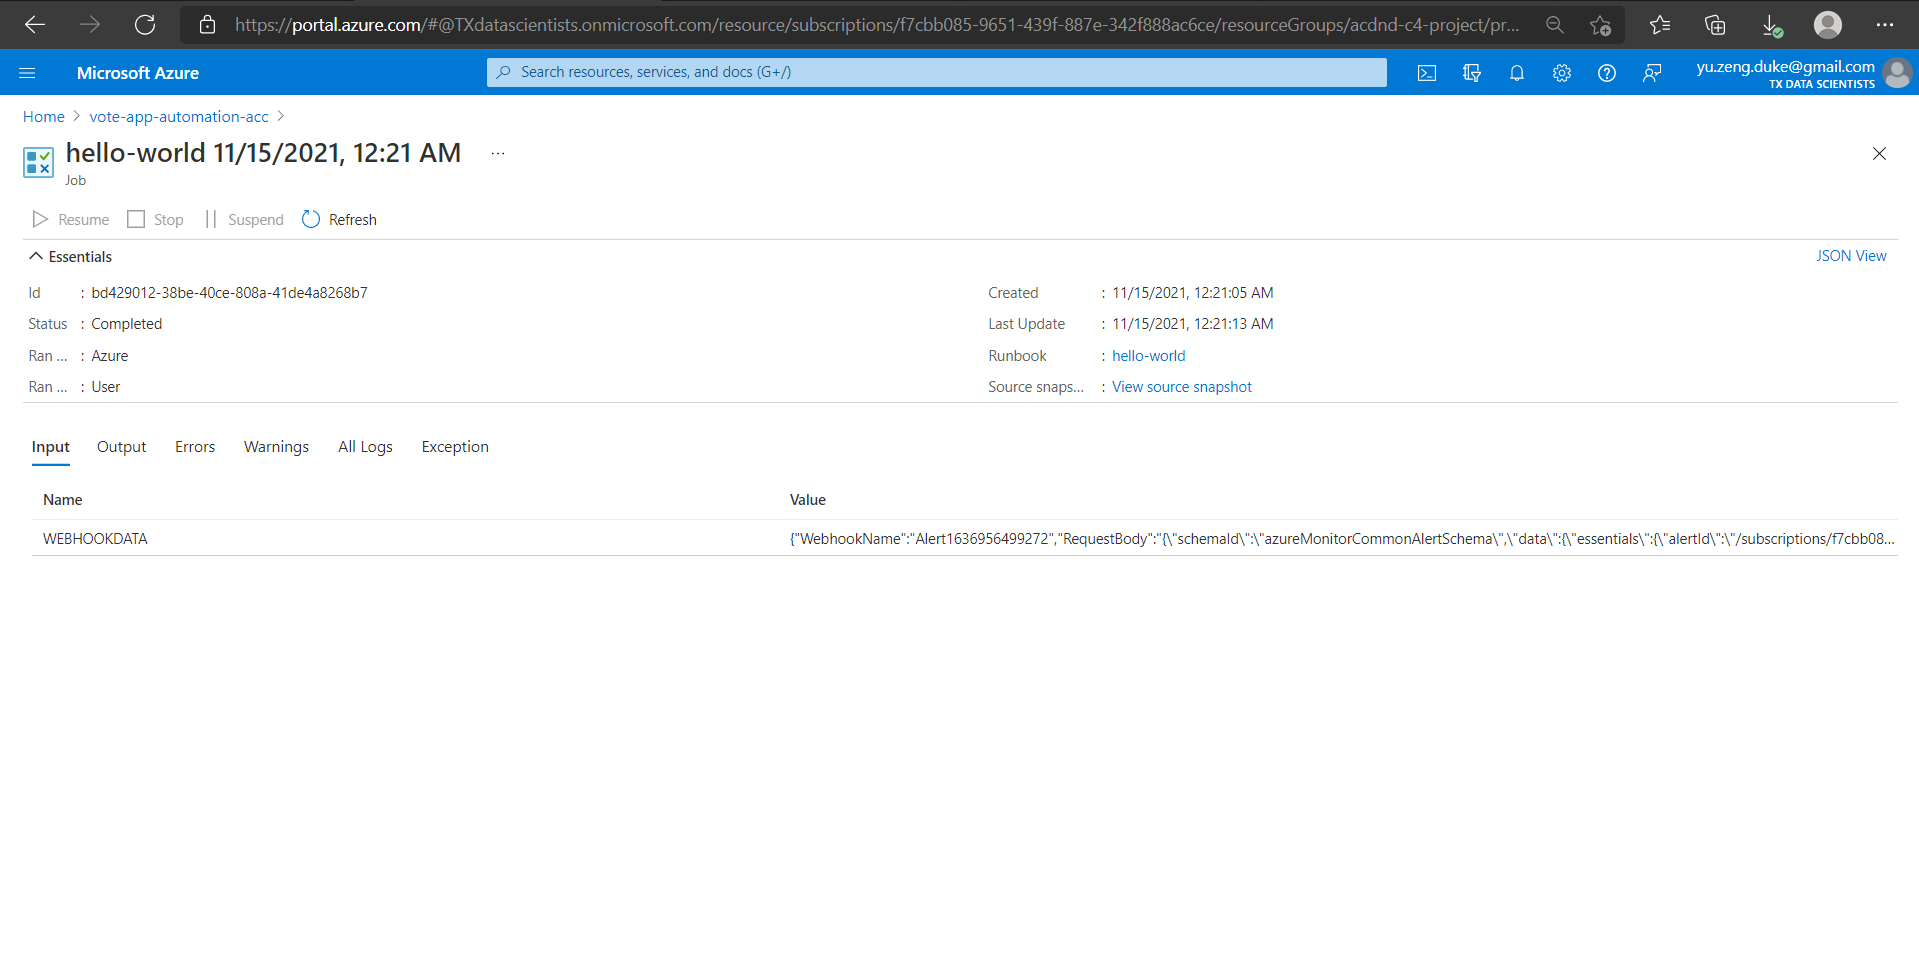 https://portal.azure.com/#@TXdatascientists.onmicrosoft.com/resource/subscriptions/f7cbb085-9651-439f-887e-342f888ac6ce/resourceGroups/acdnd-c4-project/pr...
Microsoft Azure
Search resources, services, and docs (G+/)
yu.zeng.duke@gmail.com
TX DATA SCIENTISTS
Home > vote-app-automation-acc >
hello-world 11/15/2021, 12:21 AM ...
Job
Resume Stop Suspend Refresh
Essentials JSON View
Id : bd429012-38be-40ce-808a-41de4a8268b7 Created : 11/15/2021, 12:21:05 AM
Status : Completed Last Update : 11/15/2021, 12:21:13 AM
Ran ... : Azure Runbook : hello-world
Ran ... : User Source snaps... : View source snapshot
Input Output Errors Warnings All Logs Exception
Name Value
WEBHOOKDATA {"WebhookName":"Alert1636956499272","RequestBody":"{\"schemaId\":\"azureMonitorCommonAlertSchema\",\"data\":{\"essentials\":{\"alertId\":\"/subscriptions/f7cbb08...